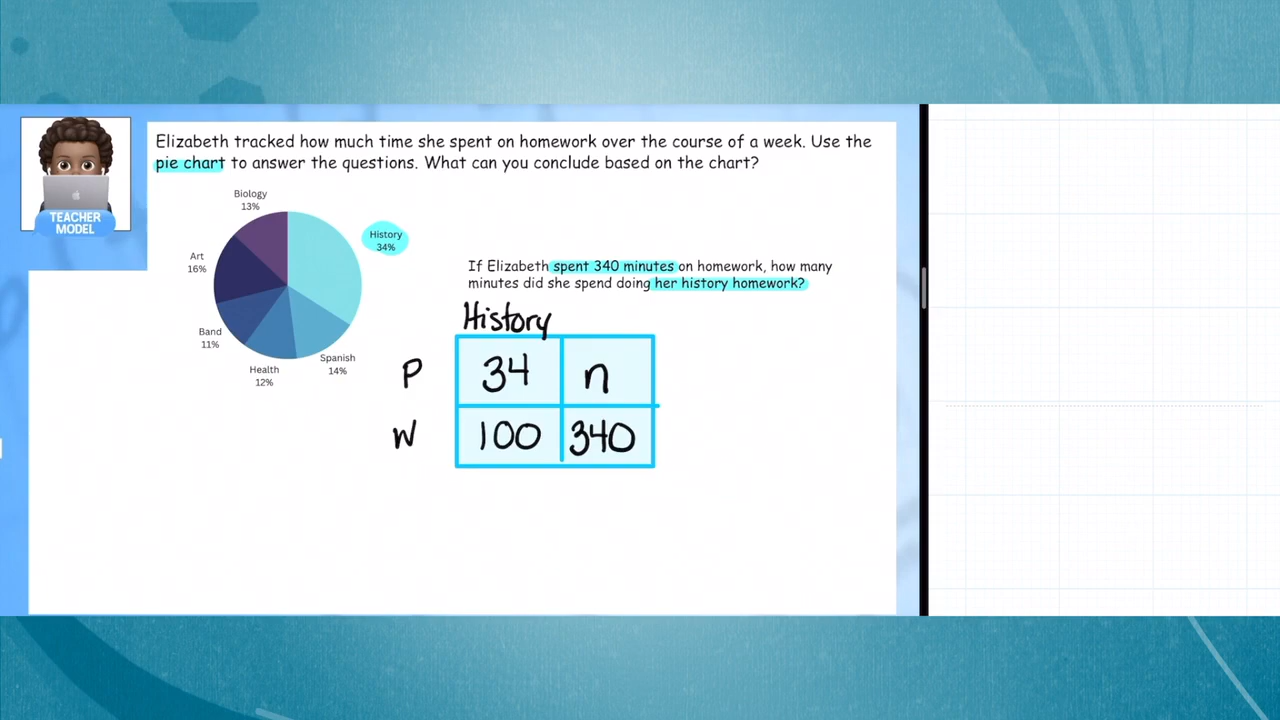 Elizabeth tracked how much time she spent on homework over the course of a week. Use the
pie chart to answer the questions. What can you conclude based on the chart?
TEACHER
MODEL
Biology
13%
History
34%
Art
16%
Band
11%
Health
12%
Spanish
14%
If Elizabeth spent 340 minutes on homework, how many
minutes did she spend doing her history homework?
History
P 34 n
W 100 340